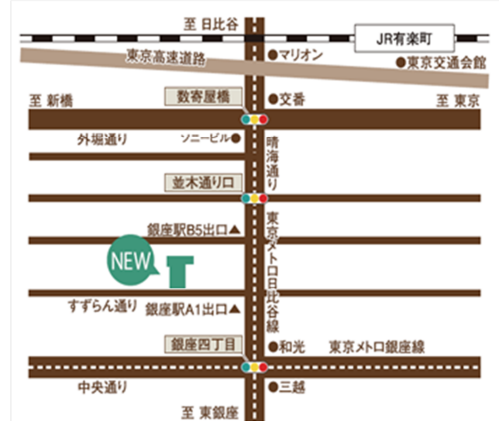 至 日比谷
JR有楽町
東京高速道路
●マリオン
●東京交通会館
至 新橋
数寄屋橋
●交番
至 東京
外堀通り
ソニービル●
晴海通り
並木通り口
銀座駅B5出口▲
東京メトロ日比谷線
NEW
すずらん通り
銀座駅A1出口▲
銀座四丁目
●和光
東京メトロ銀座線
中央通り
●三越
至 東銀座